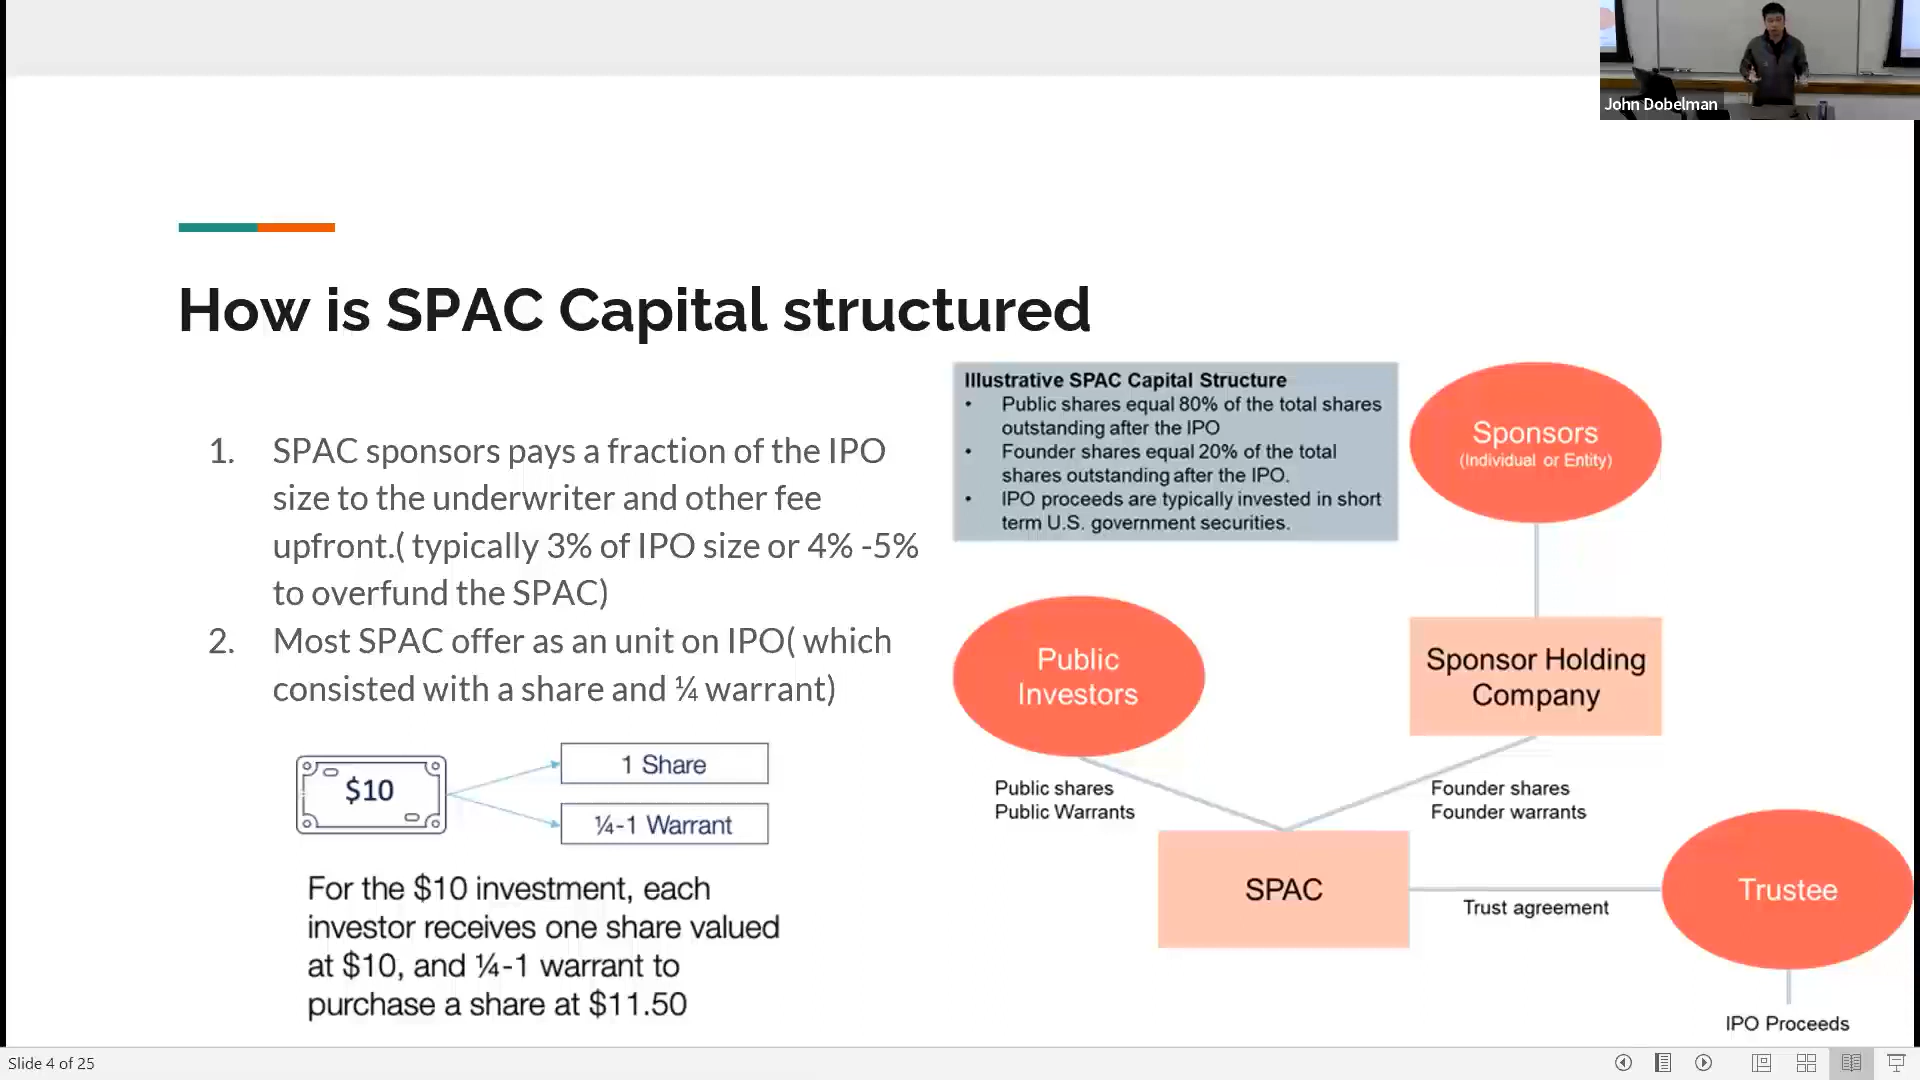 John Dobelman
How is SPAC Capital structured
1. SPAC sponsors pays a fraction of the IPO
size to the underwriter and other fee
upfront.( typically 3% of IPO size or 4% -5%
to overfund the SPAC)
2. Most SPAC offer as an unit on IPO( which
consisted with a share and ¼ warrant)
$10
1 Share
¼-1 Warrant
For the $10 investment, each
investor receives one share valued
at $10, and ¼-1 warrant to
purchase a share at $11.50
Illustrative SPAC Capital Structure
• Public shares equal 80% of the total shares
outstanding after the IPO
• Founder shares equal 20% of the total
shares outstanding after the IPO.
• IPO proceeds are typically invested in short
term U.S. government securities.
Sponsors
(Individual or Entity)
Public
Investors
Sponsor Holding
Company
Public shares
Public Warrants
Founder shares
Founder warrants
SPAC
Trust agreement
Trustee
IPO Proceeds
Slide 4 of 25